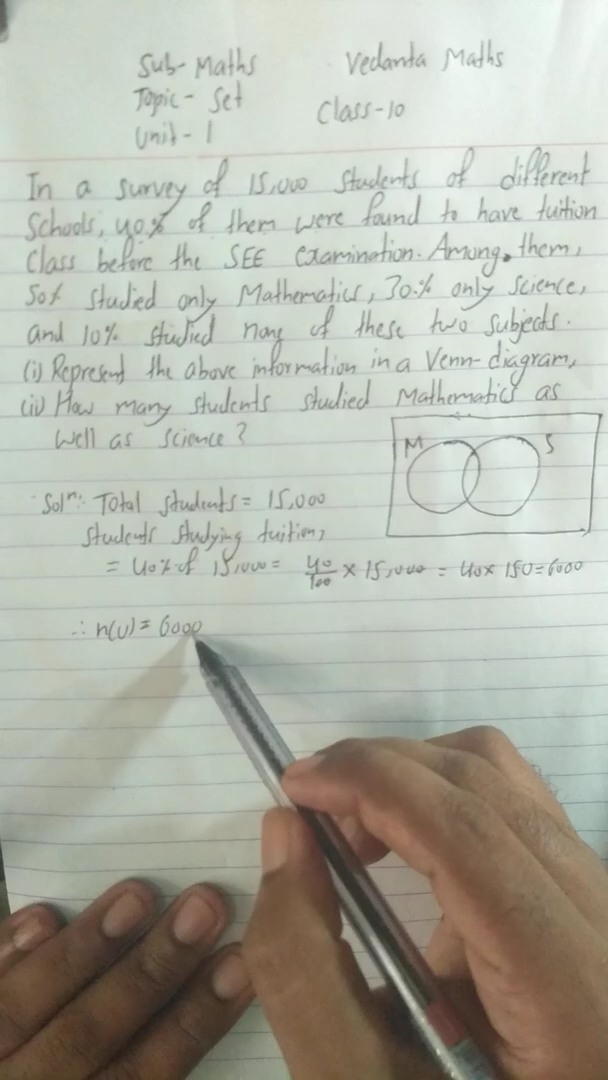 Sub- Maths Vedanta Maths
Topic- Set Class-10
Unit- 1
In a survey of 15,000 students of different
Schools, 40% of them were found to have tuition
Class before the SEE examination. Among them,
50% studied only Mathematics, 30% only science,
and 10% studied none of these two subjects.
(i) Represent the above information in a Venn-diagram,
(ii) How many students studied Mathematics as
well as science?
M S
Solⁿ: Total students = 15,000
Students studying tuition,
= 40% of 15,000 = 40/100 × 15,000 = 40× 150 = 6000
∴ n(U) = 6000